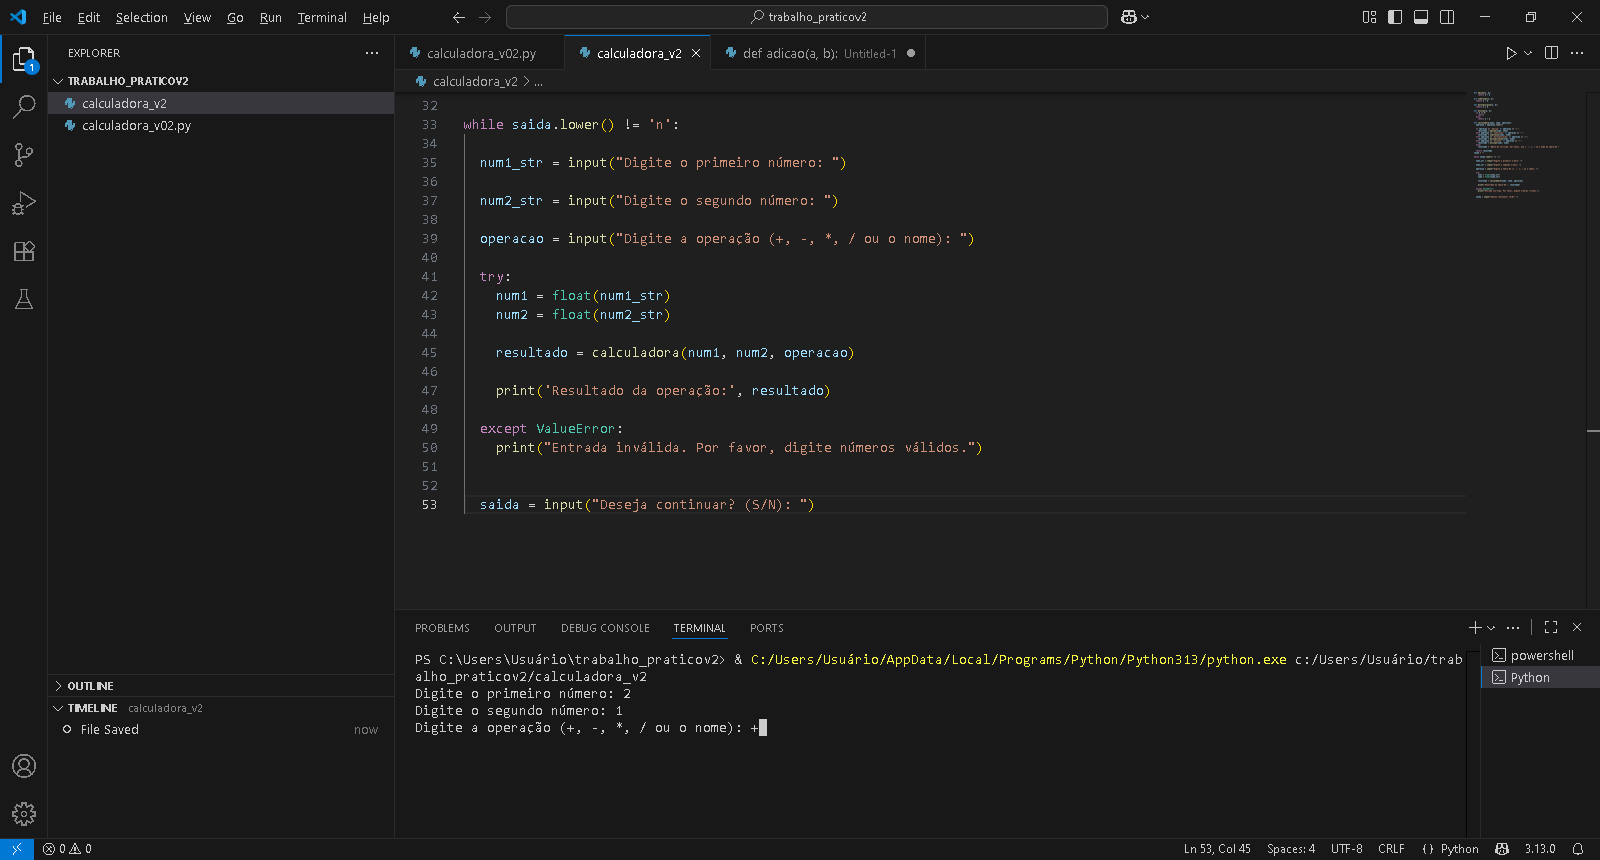 File Edit Selection View Go Run Terminal Help
trabalho_praticov2
EXPLORER
TRABALHO_PRATICOV2
calculadora_v2
calculadora_v02.py
OUTLINE
TIMELINE calculadora_v2
File Saved now
1
calculadora_v02.py calculadora_v2 def adicao(a, b): Untitled-1
calculadora_v2 > ...
32
33 while saida.lower() != 'n':
34
35 num1_str = input("Digite o primeiro número: ")
36
37 num2_str = input("Digite o segundo número: ")
38
39 operacao = input("Digite a operação (+, -, *, / ou o nome): ")
40
41 try:
42 num1 = float(num1_str)
43 num2 = float(num2_str)
44
45 resultado = calculadora(num1, num2, operacao)
46
47 print('Resultado da operação:', resultado)
48
49 except ValueError:
50 print("Entrada inválida. Por favor, digite números válidos.")
51
52
53 saida = input("Deseja continuar? (S/N): ")
PROBLEMS OUTPUT DEBUG CONSOLE TERMINAL PORTS
PS C:\Users\Usuário\trabalho_praticov2> & C:/Users/Usuário/AppData/Local/Programs/Python/Python313/python.exe c:/Users/Usuário/trab
alho_praticov2/calculadora_v2
Digite o primeiro número: 2
Digite o segundo número: 1
Digite a operação (+, -, *, / ou o nome): +
powershell
Python
0 0 Ln 53, Col 45 Spaces: 4 UTF-8 CRLF {} Python 3.13.0